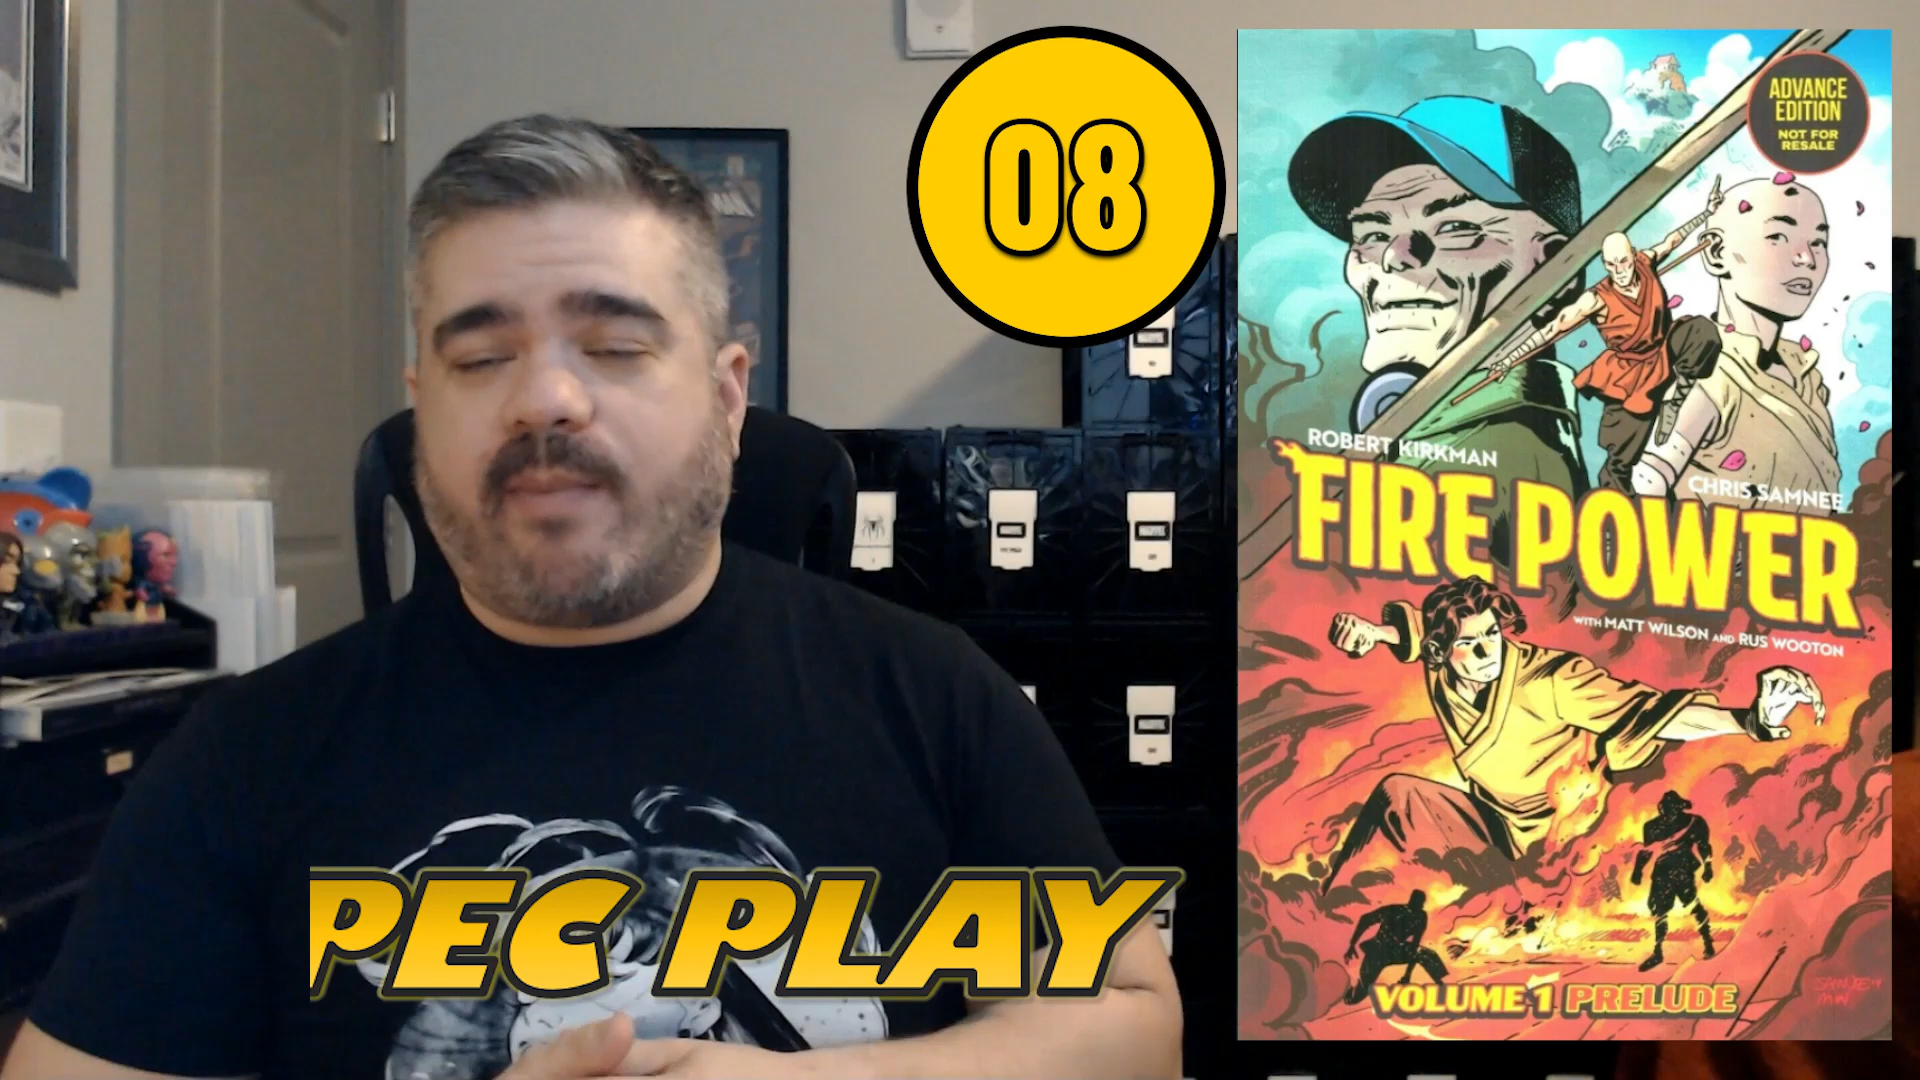 08
ADVANCE
EDITION
NOT FOR
RESALE
ROBERT KIRKMAN
CHRIS SAMNEE
FIRE POWER
WITH MATT WILSON AND RUS WOOTON
PEC PLAY
VOLUME 1 PRELUDE